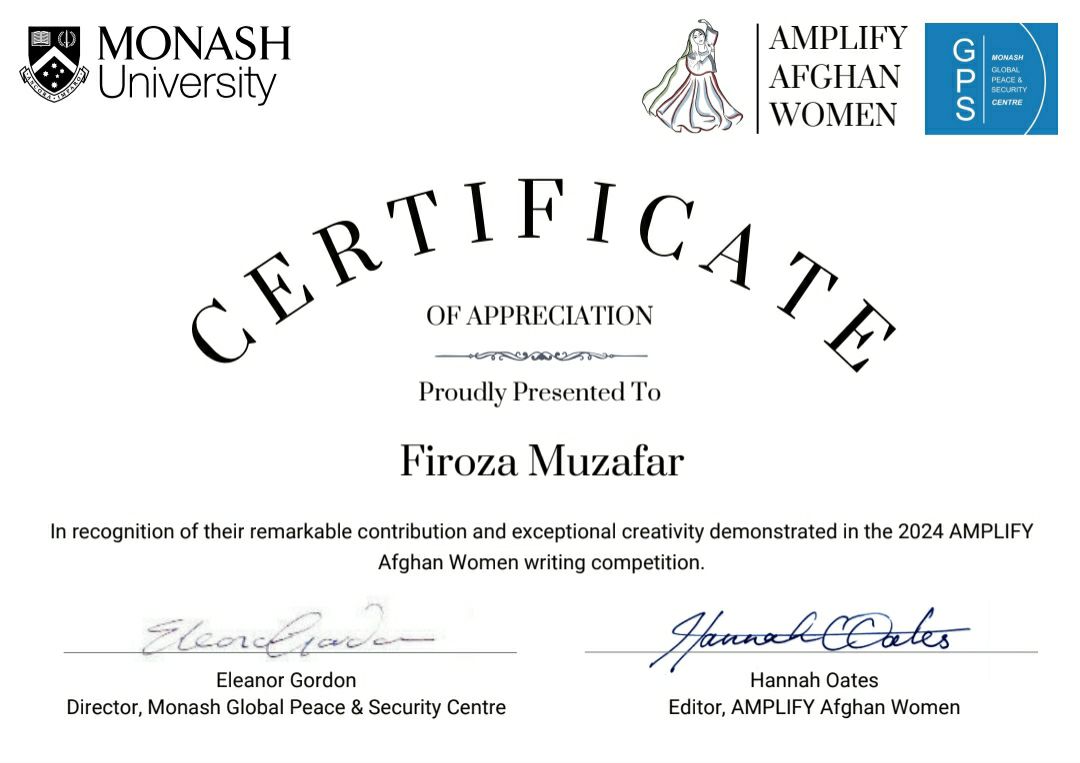 MONASH
University
AMPLIFY
AFGHAN
WOMEN
GPS
MONASH
GLOBAL
PEACE &
SECURITY
CENTRE
CERTIFICATE
OF APPRECIATION
Proudly Presented To
Firoza Muzafar
In recognition of their remarkable contribution and exceptional creativity demonstrated in the 2024 AMPLIFY
Afghan Women writing competition.
Eleanor Gordon
Hannah C Oates
Eleanor Gordon
Director, Monash Global Peace & Security Centre
Hannah Oates
Editor, AMPLIFY Afghan Women